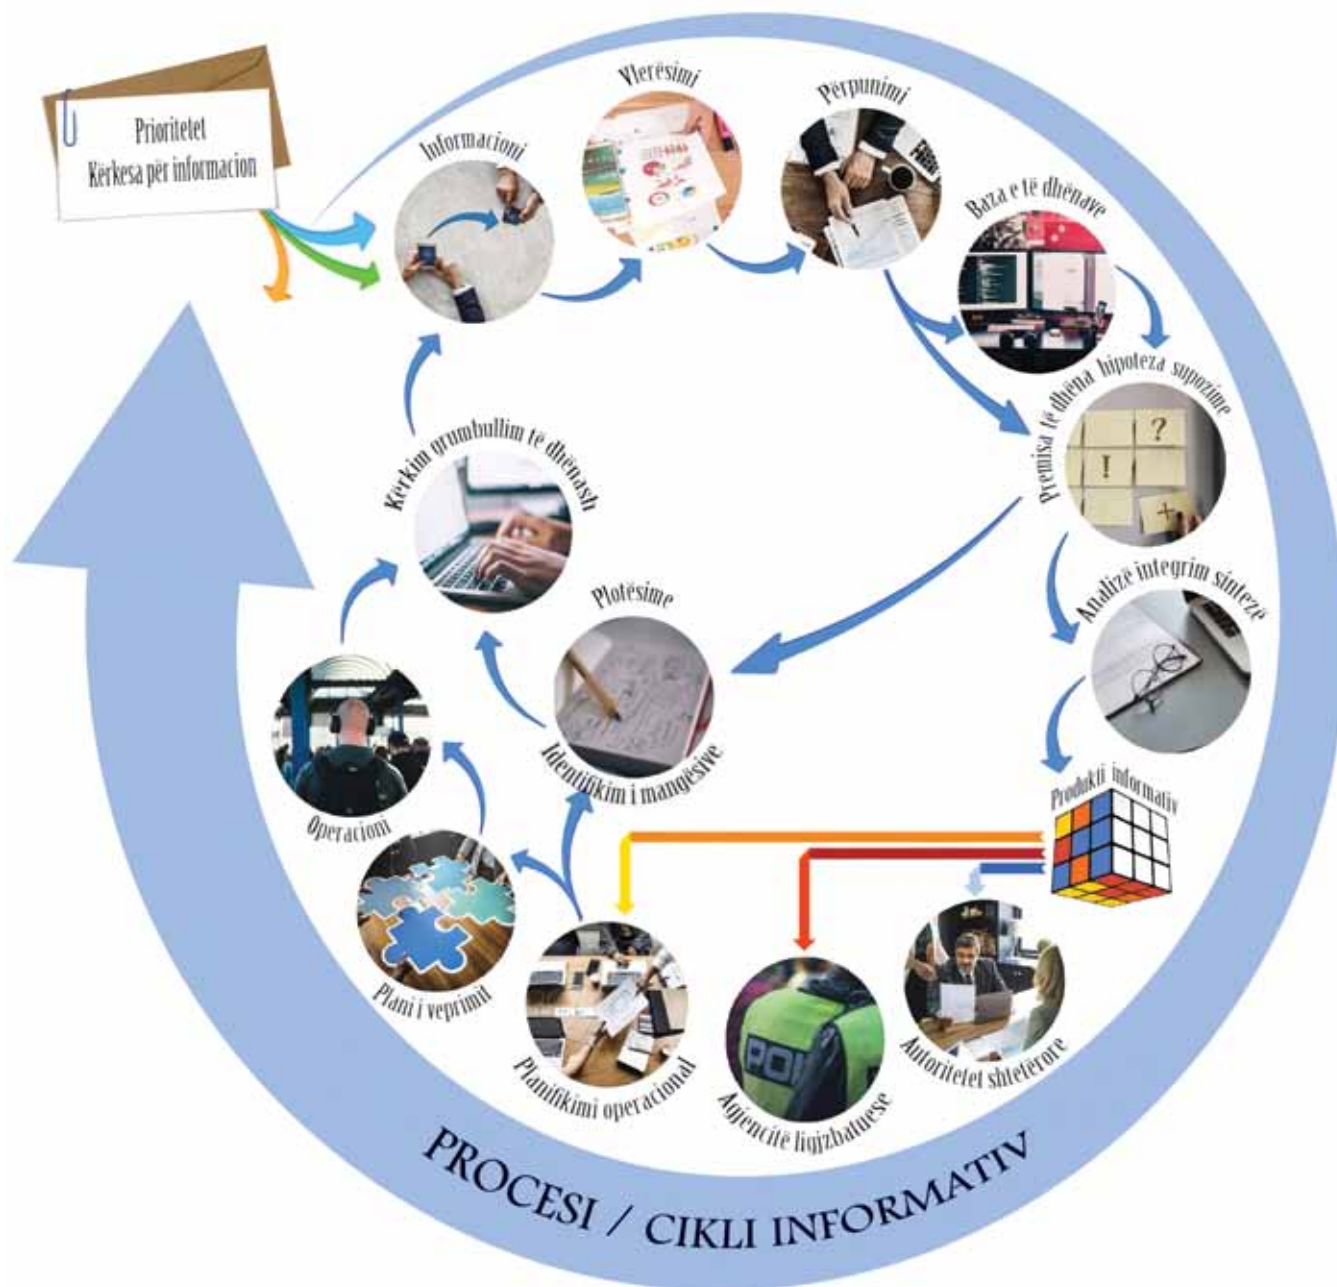 Prioritetet
Kërkesa për informacion
Informacioni
Vlerësimi
Përpunimi
Baza e të dhënave
Premisa të dhëna hipoteza supozime
Analizë integrim sintezë
Produkti informativ
Autoritetet shtetërore
Agjencitë ligjzbatuese
Planifikimi operacional
Plani i veprimit
Operacioni
Plotësime
Identifikim i mangësive
Kërkim grumbullim të dhënash
?
!
+
POL
PROCESI / CIKLI INFORMATIV